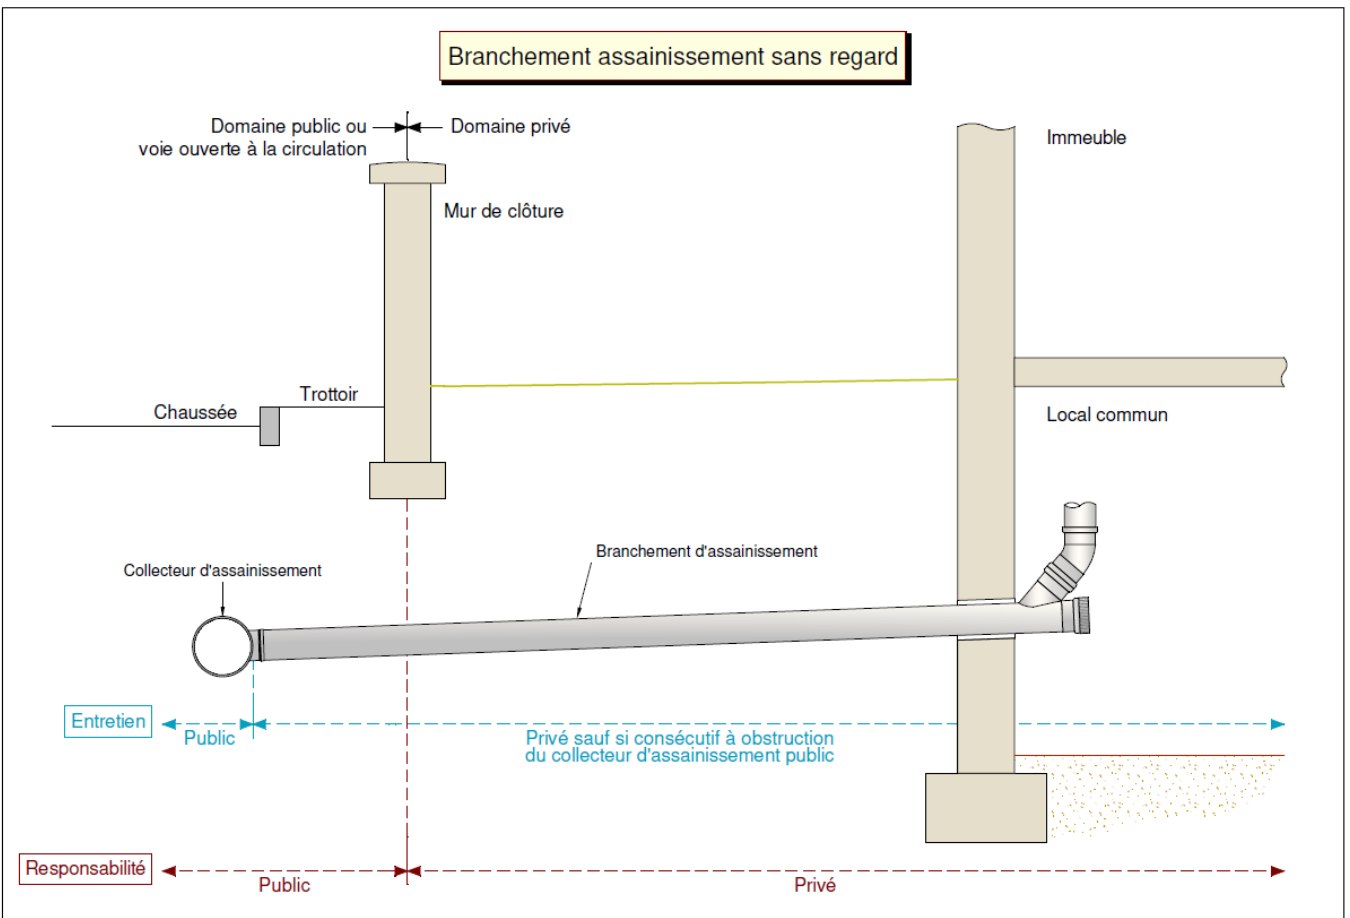 Branchement assainissement sans regard
Domaine public ou
voie ouverte à la circulation
Domaine privé
Immeuble
Mur de clôture
Trottoir
Chaussée
Local commun
Branchement d'assainissement
Collecteur d'assainissement
Entretien
Public
Privé sauf si consécutif à obstruction
du collecteur d'assainissement public
Responsabilité
Public
Privé